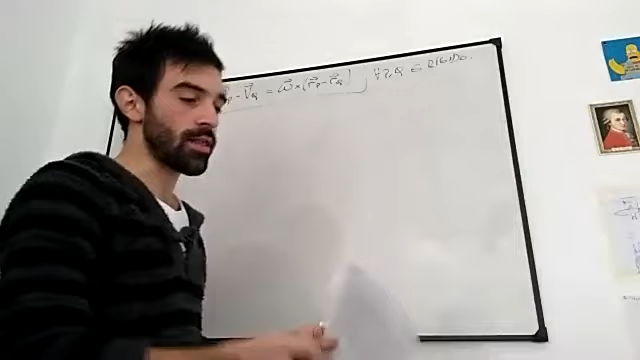 V⃗p - V⃗Q = ω⃗ × (r⃗p - r⃗Q) ∀ P, Q ∈ RÍGIDO.